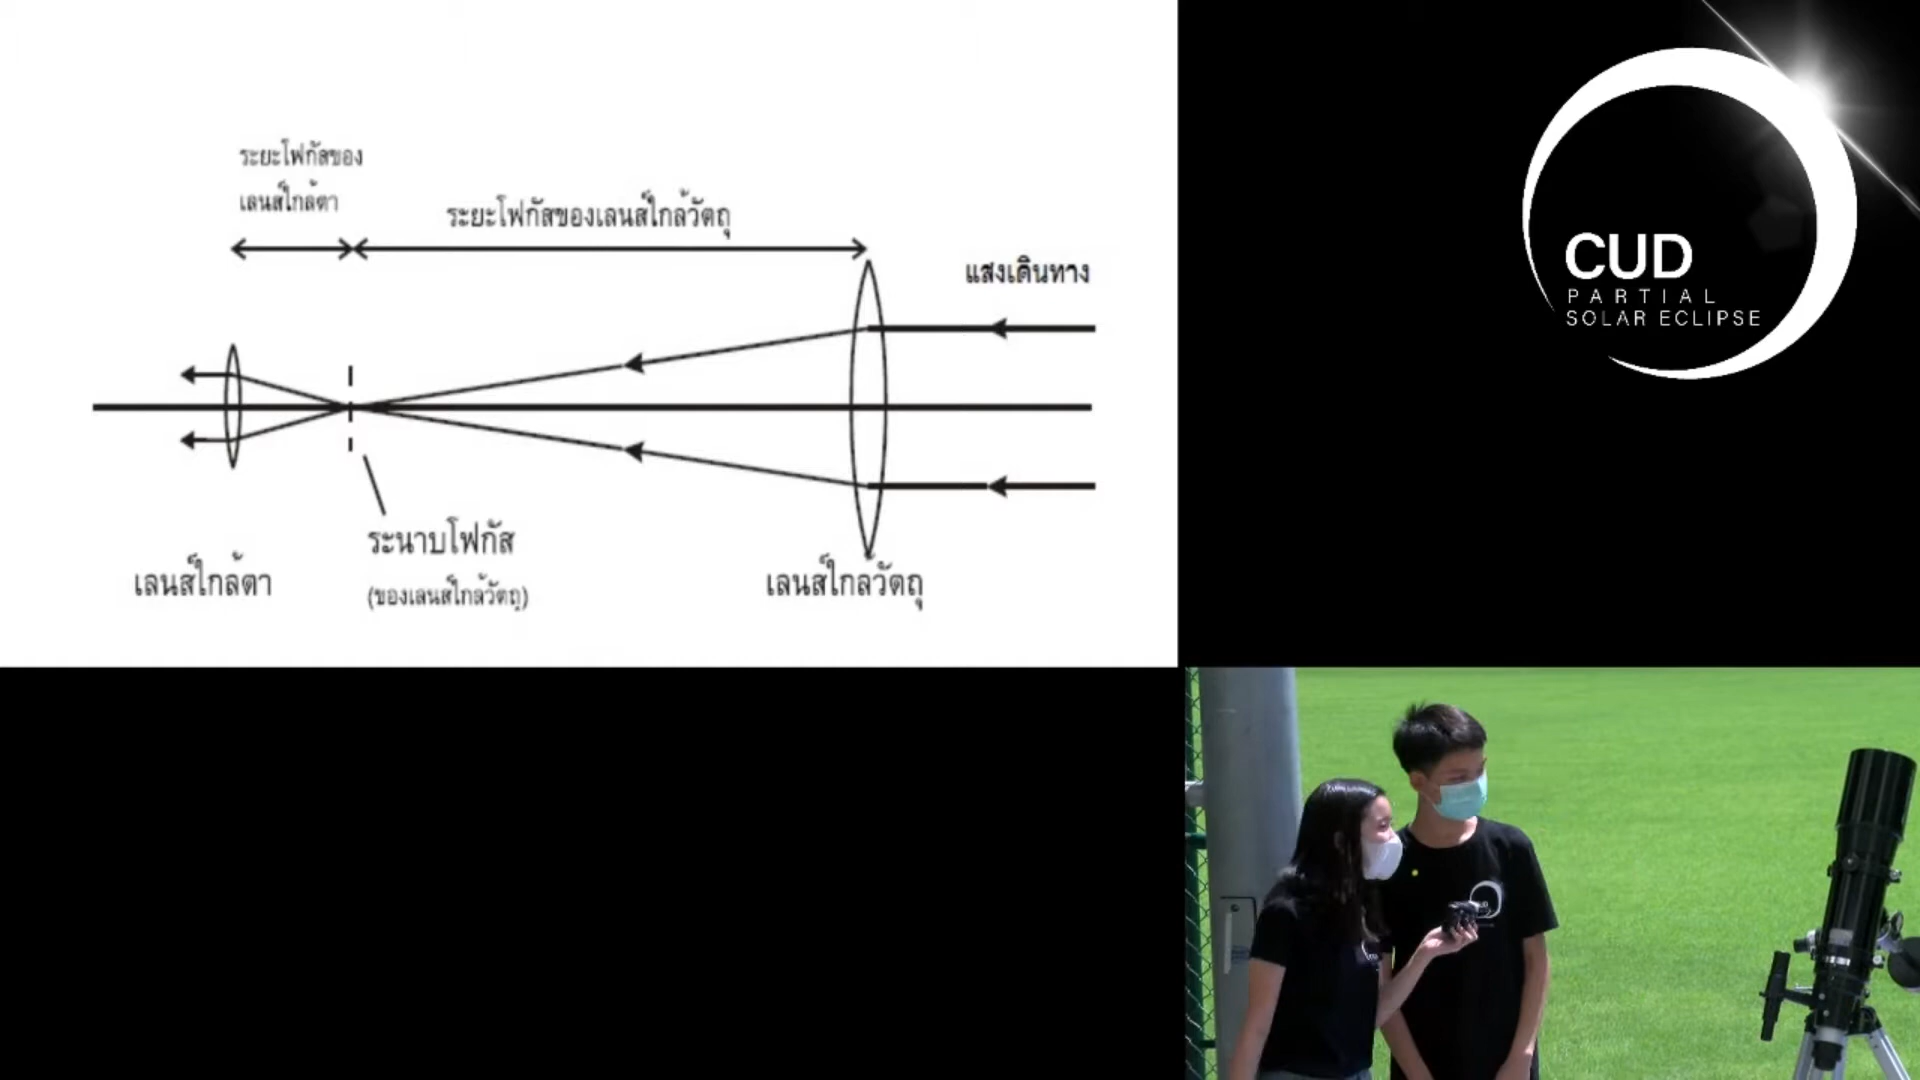 ระยะโฟกัสของ
เลนส์ใกล้ตา
ระยะโฟกัสของเลนส์ใกล้วัตถุ
แสงเดินทาง
ระนาบโฟกัส
(ของเลนส์ใกล้วัตถุ)
เลนส์ใกล้ตา
เลนส์ใกล้วัตถุ
CUD
PARTIAL
SOLAR ECLIPSE